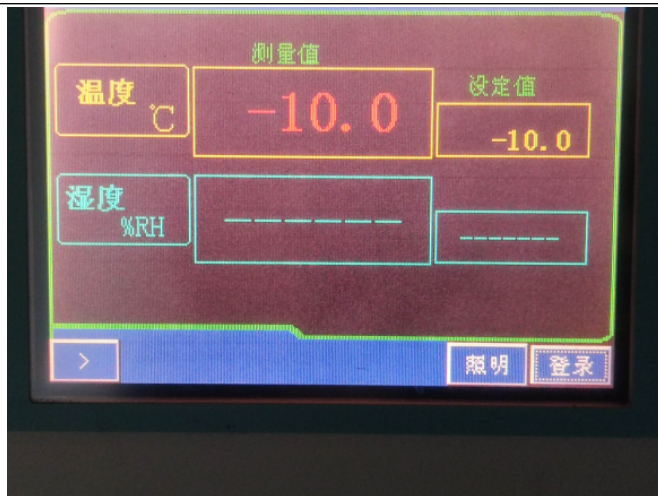 测量值
设定值
温度
℃
-10.0
-10.0
湿度
%RH
------
------
>
照明
登录